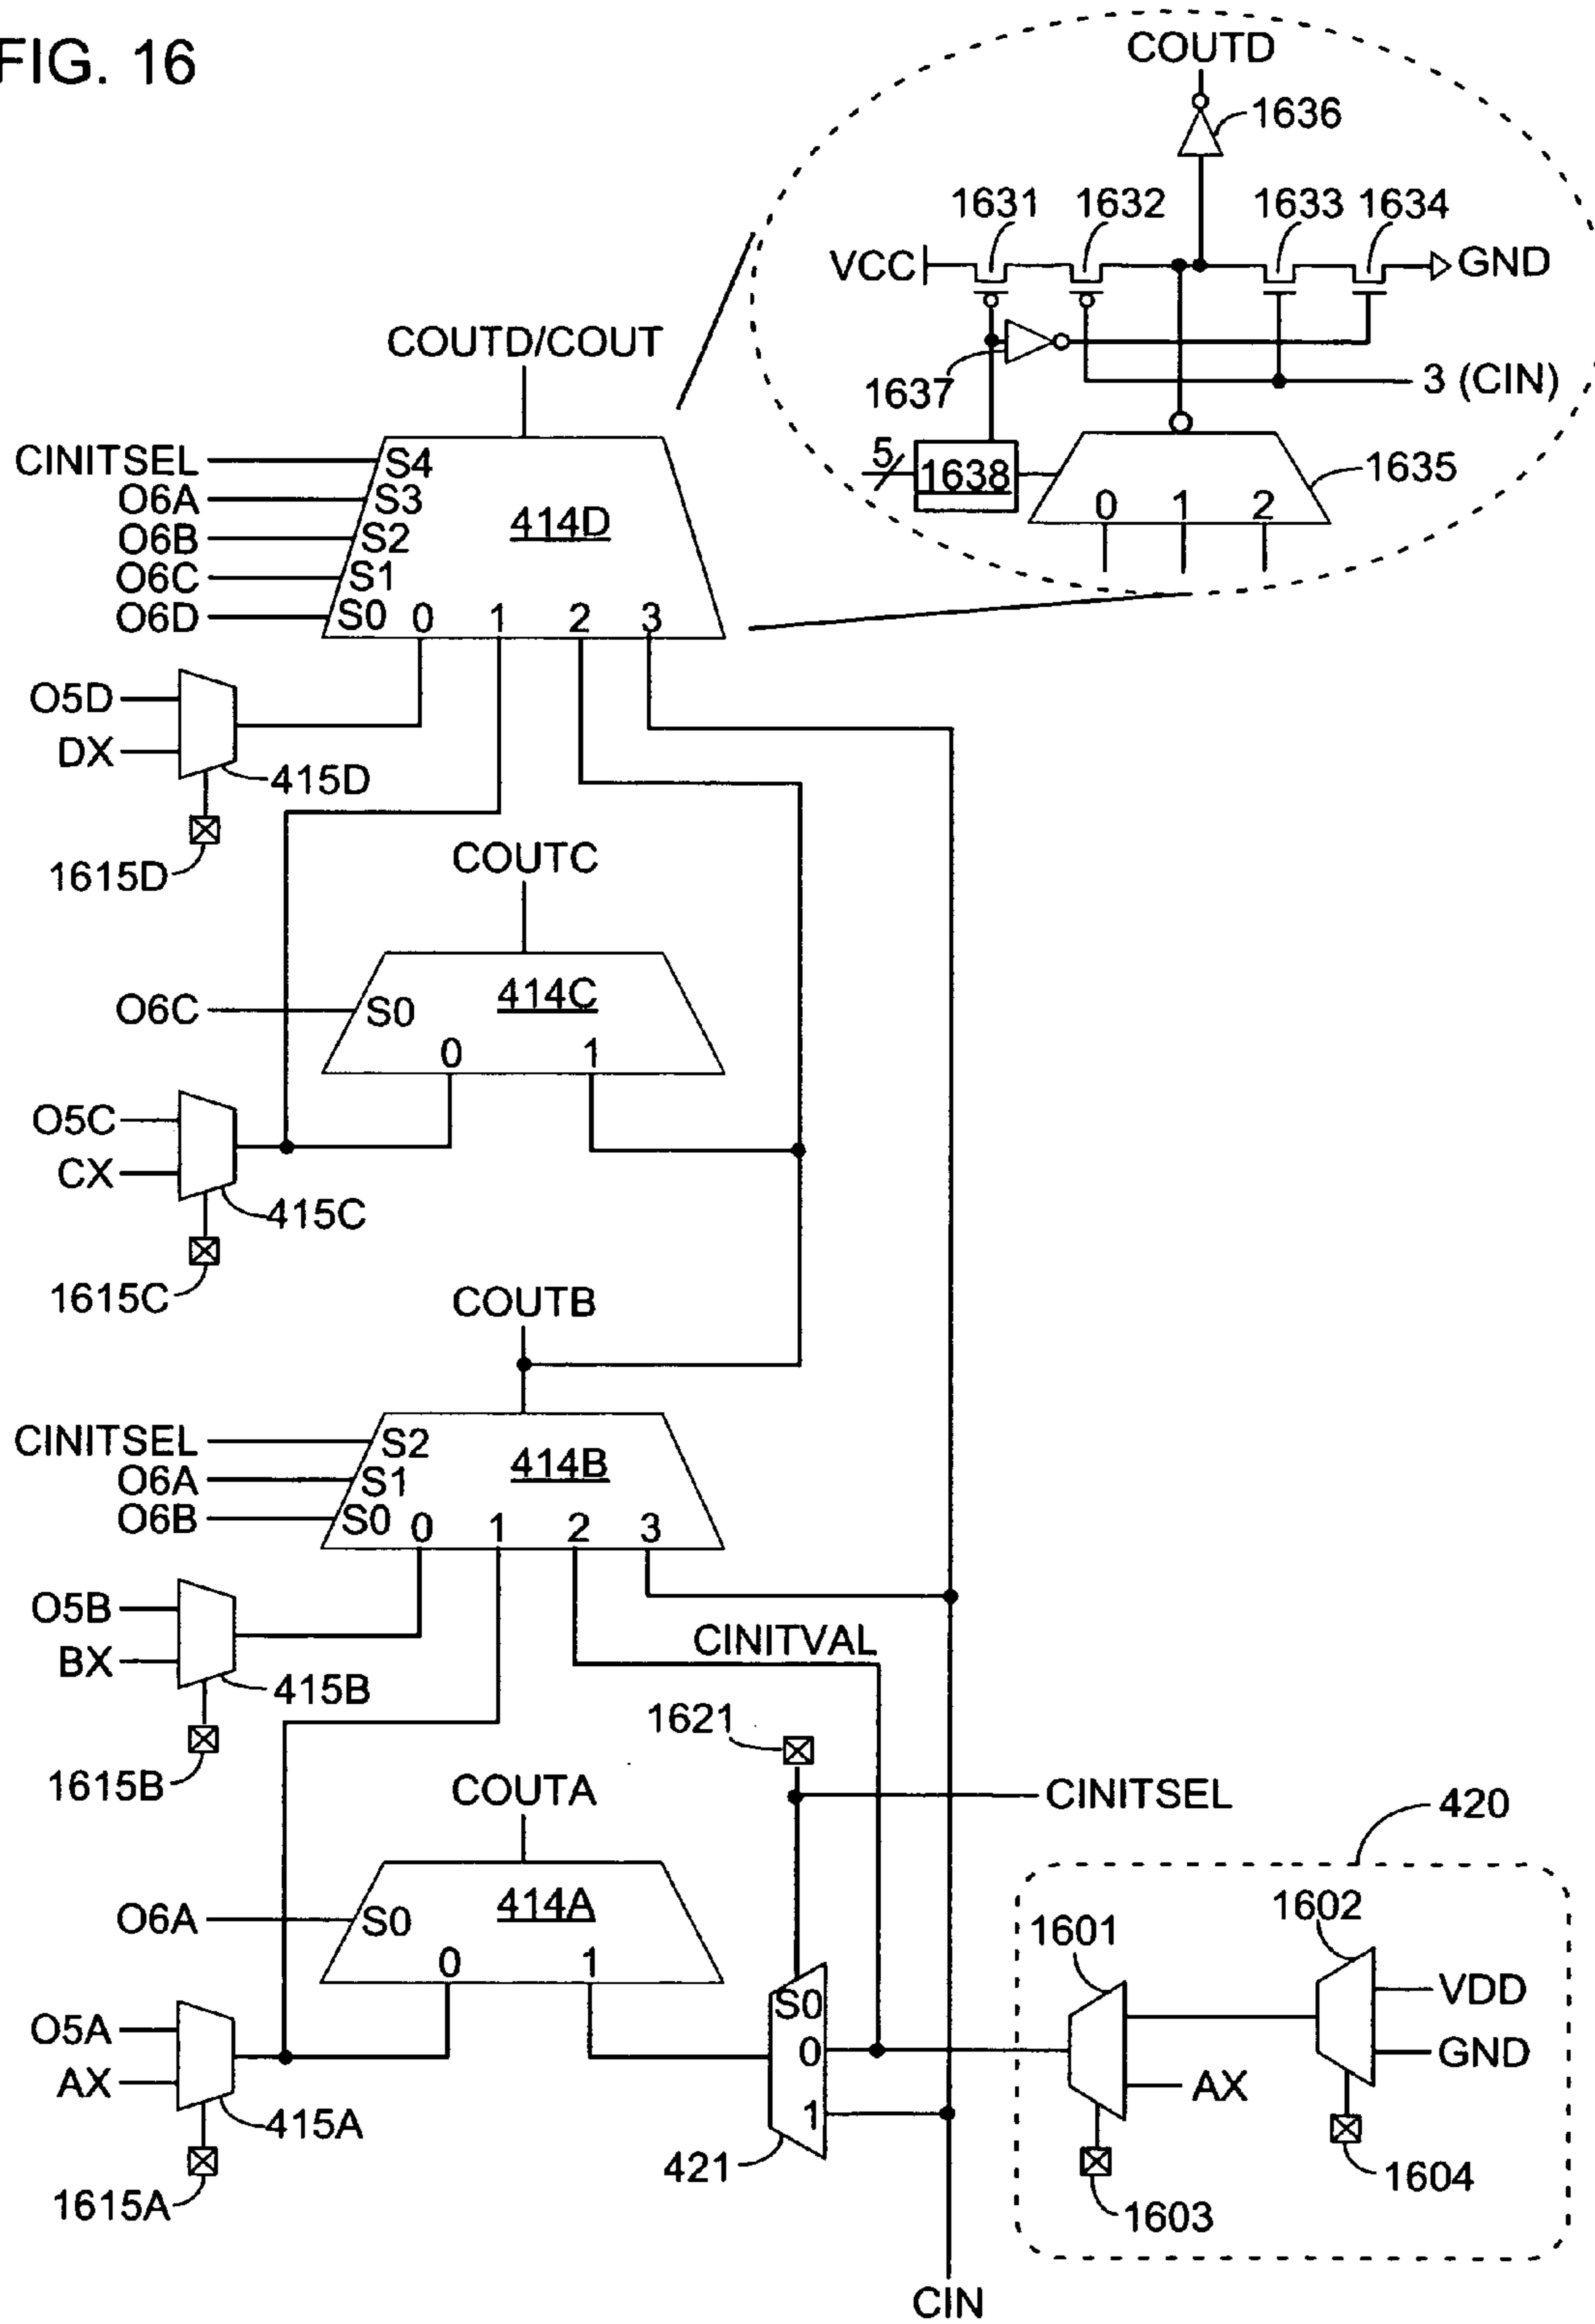 FIG. 16
COUTD
1636
1631
1632
1633
1634
VCC
GND
1637
3 (CIN)
5
1638
1635
0
1
2
COUTD/COUT
CINITSEL
S4
O6A
S3
O6B
S2
O6C
S1
O6D
S0
414D
0
1
2
3
O5D
DX
415D
1615D
COUTC
414C
O6C
S0
0
1
O5C
CX
415C
1615C
COUTB
CINITSEL
S2
O6A
S1
O6B
S0
414B
0
1
2
3
O5B
BX
415B
1615B
CINITVAL
1621
CINITSEL
COUTA
414A
O6A
S0
0
1
O5A
AX
415A
1615A
S0
0
1
421
420
1601
1602
VDD
GND
AX
1603
1604
CIN